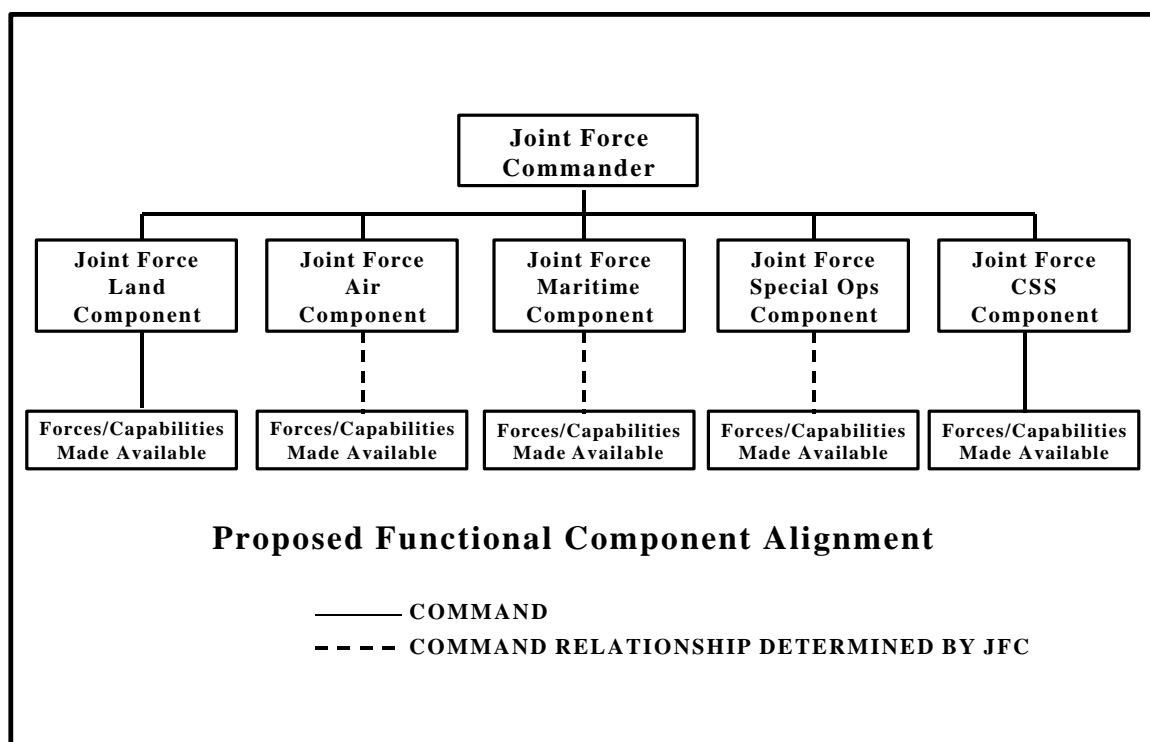 Joint Force
Commander
Joint Force
Land
Component
Joint Force
Air
Component
Joint Force
Maritime
Component
Joint Force
Special Ops
Component
Joint Force
CSS
Component
Forces/Capabilities
Made Available
Forces/Capabilities
Made Available
Forces/Capabilities
Made Available
Forces/Capabilities
Made Available
Forces/Capabilities
Made Available
Proposed Functional Component Alignment
COMMAND
COMMAND RELATIONSHIP DETERMINED BY JFC